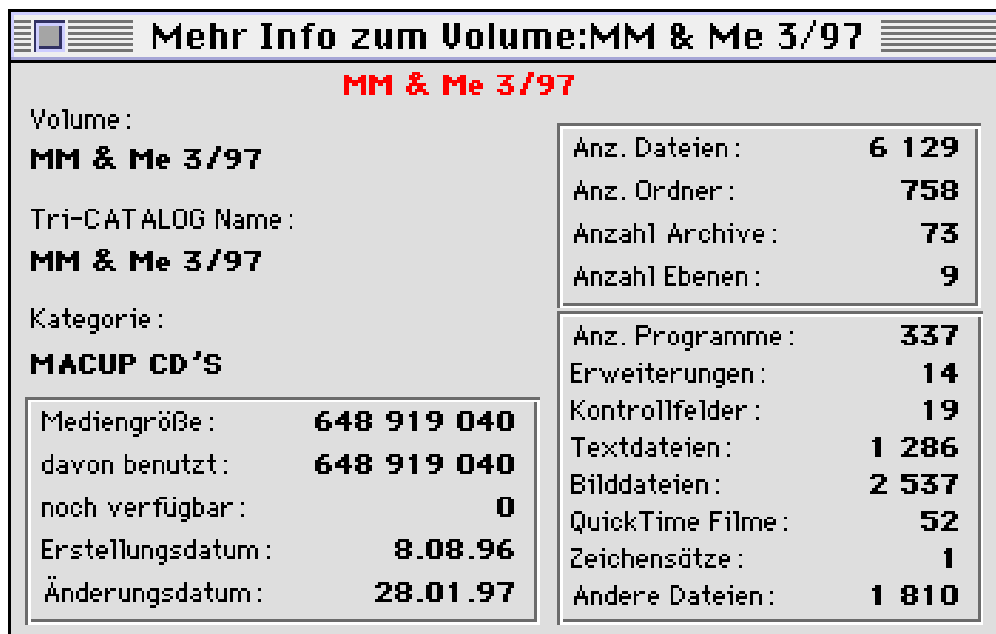 Mehr Info zum Volume:MM & Me 3/97
MM & Me 3/97
Volume:
MM & Me 3/97
Tri-CATALOG Name:
MM & Me 3/97
Kategorie:
MACUP CD'S
Mediengröße: 648 919 040
davon benutzt: 648 919 040
noch verfügbar: 0
Erstellungsdatum: 8.08.96
Änderungsdatum: 28.01.97
Anz. Dateien: 6 129
Anz. Ordner: 758
Anzahl Archive: 73
Anzahl Ebenen: 9
Anz. Programme: 337
Erweiterungen: 14
Kontrollfelder: 19
Textdateien: 1 286
Bilddateien: 2 537
QuickTime Filme: 52
Zeichensätze: 1
Andere Dateien: 1 810